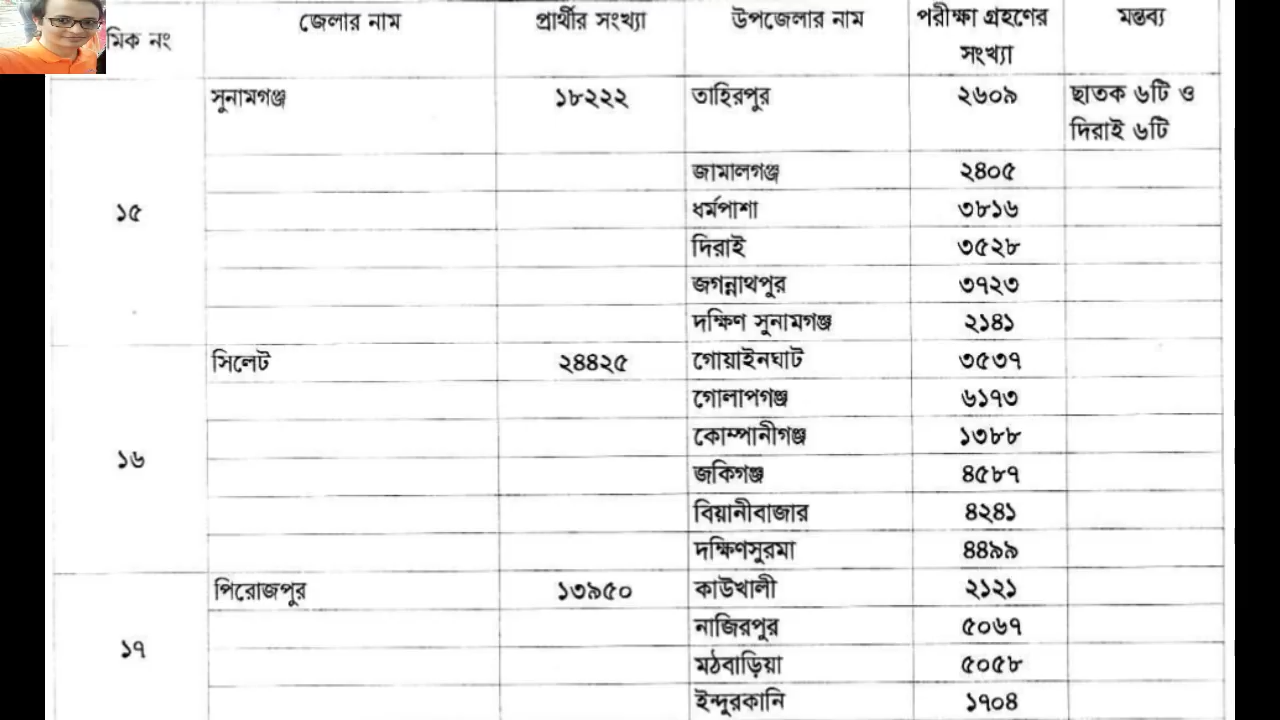 মিক নং জেলার নাম প্রার্থীর সংখ্যা উপজেলার নাম পরীক্ষা গ্রহণের সংখ্যা মন্তব্য
১৫ সুনামগঞ্জ ১৮২২২ তাহিরপুর ২৬০৯ ছাতক ৬টি ও দিরাই ৬টি
জামালগঞ্জ ২৪০৫
ধর্মপাশা ৩৮১৬
দিরাই ৩৫২৮
জগন্নাথপুর ৩৭২৩
দক্ষিণ সুনামগঞ্জ ২১৪১
১৬ সিলেট ২৪৪২৫ গোয়াইনঘাট ৩৫৩৭
গোলাপগঞ্জ ৬১৭৩
কোম্পানীগঞ্জ ১৩৮৮
জকিগঞ্জ ৪৫৮৭
বিয়ানীবাজার ৪২৪১
দক্ষিণসুরমা ৪৪৯৯
১৭ পিরোজপুর ১৩৯৫০ কাউখালী ২১২১
নাজিরপুর ৫০৬৭
মঠবাড়িয়া ৫০৫৮
ইন্দুরকানি ১৭০৪